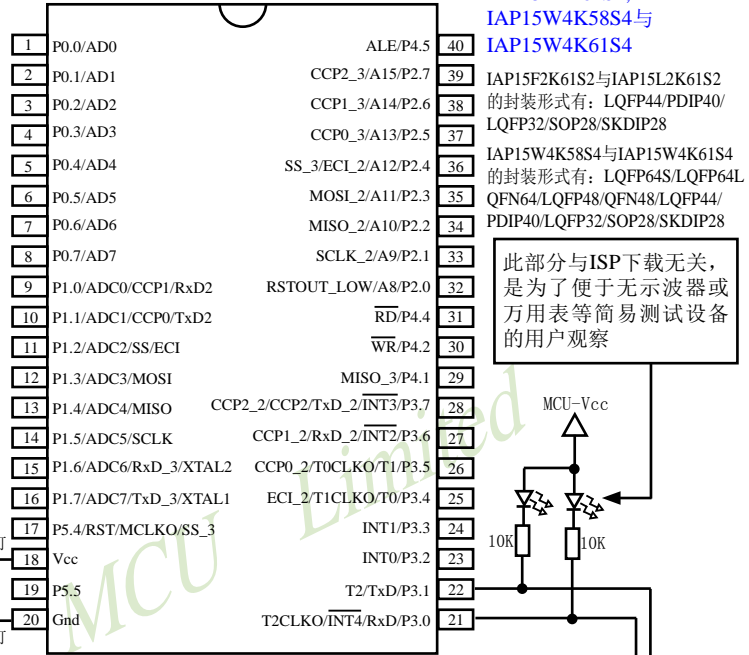 IAP15W4K58S4与
IAP15W4K61S4
IAP15F2K61S2与IAP15L2K61S2
的封装形式有: LQFP44/PDIP40/
LQFP32/SOP28/SKDIP28
IAP15W4K58S4与IAP15W4K61S4
的封装形式有: LQFP64S/LQFP64L
QFN64/LQFP48/QFN48/LQFP44/
PDIP40/LQFP32/SOP28/SKDIP28
此部分与ISP下载无关,
是为了便于无示波器或
万用表等简易测试设备
的用户观察
1 P0.0/AD0 ALE/P4.5 40
2 P0.1/AD1 CCP2_3/A15/P2.7 39
3 P0.2/AD2 CCP1_3/A14/P2.6 38
4 P0.3/AD3 CCP0_3/A13/P2.5 37
5 P0.4/AD4 SS_3/ECI_2/A12/P2.4 36
6 P0.5/AD5 MOSI_2/A11/P2.3 35
7 P0.6/AD6 MISO_2/A10/P2.2 34
8 P0.7/AD7 SCLK_2/A9/P2.1 33
9 P1.0/ADC0/CCP1/RxD2 RSTOUT_LOW/A8/P2.0 32
10 P1.1/ADC1/CCP0/TxD2 RD/P4.4 31
11 P1.2/ADC2/SS/ECI WR/P4.2 30
12 P1.3/ADC3/MOSI MISO_3/P4.1 29
13 P1.4/ADC4/MISO CCP2_2/CCP2/TxD_2/INT3/P3.7 28
14 P1.5/ADC5/SCLK CCP1_2/RxD_2/INT2/P3.6 27
15 P1.6/ADC6/RxD_3/XTAL2 CCP0_2/T0CLKO/T1/P3.5 26
16 P1.7/ADC7/TxD_3/XTAL1 ECI_2/T1CLKO/T0/P3.4 25
17 P5.4/RST/MCLKO/SS_3 INT1/P3.3 24
18 Vcc INT0/P3.2 23
19 P5.5 T2/TxD/P3.1 22
20 Gnd T2CLKO/INT4/RxD/P3.0 21
MCU-Vcc
10K 10K
MCU Limited